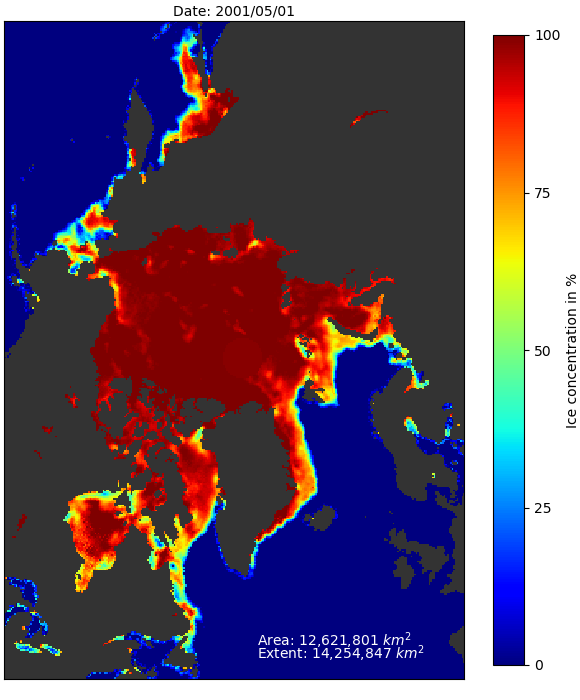 Date: 2001/05/01
100
75
50
25
0
Ice concentration in %
Area: 12,621,801 km²
Extent: 14,254,847 km²